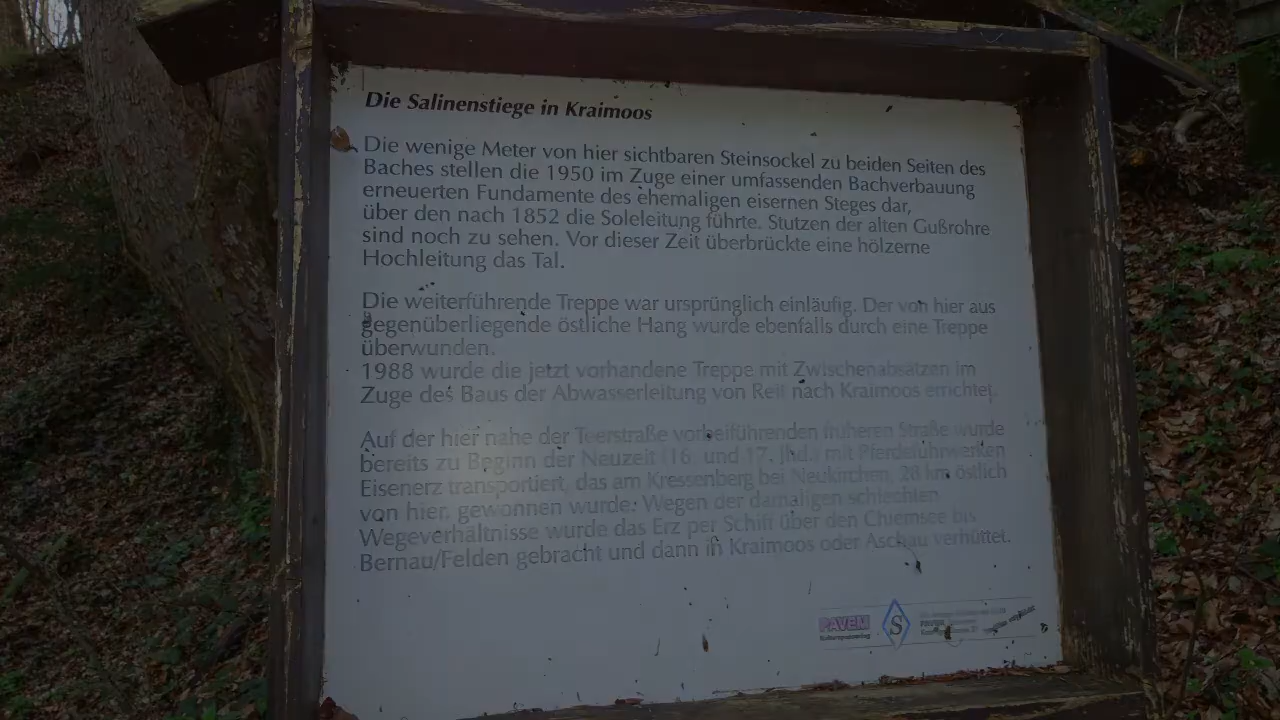 Die Salinenstiege in Kraimoos
Die wenige Meter von hier sichtbaren Steinsockel zu beiden Seiten des
Baches stellen die 1950 im Zuge einer umfassenden Bachverbauung
erneuerten Fundamente des ehemaligen eisernen Steges dar,
über den nach 1852 die Soleleitung führte. Stutzen der alten Gußrohre
sind noch zu sehen. Vor dieser Zeit überbrückte eine hölzerne
Hochleitung das Tal.
Die weiterführende Treppe war ursprünglich einläufig. Der von hier aus
gegenüberliegende östliche Hang wurde ebenfalls durch eine Treppe
überwunden.
1988 wurde die jetzt vorhandene Treppe mit Zwischenabsätzen im
Zuge des Baus der Abwasserleitung von Reit nach Kraimoos errichtet.
Auf der hier nahe der Teerstraße vorbeiführenden früheren Straße wurde
bereits zu Beginn der Neuzeit (16. und 17. Jhd.) mit Pferdefuhrwerken
Eisenerz transportiert, das am Kressenberg bei Neukirchen, 28 km östlich
von hier, gewonnen wurde. Wegen der damaligen schlechten
Wegeverhältnisse wurde das Erz per Schiff über den Chiemsee bis
Bernau/Felden gebracht und dann in Kraimoos oder Aschau verhüttet.
PAVEM
S